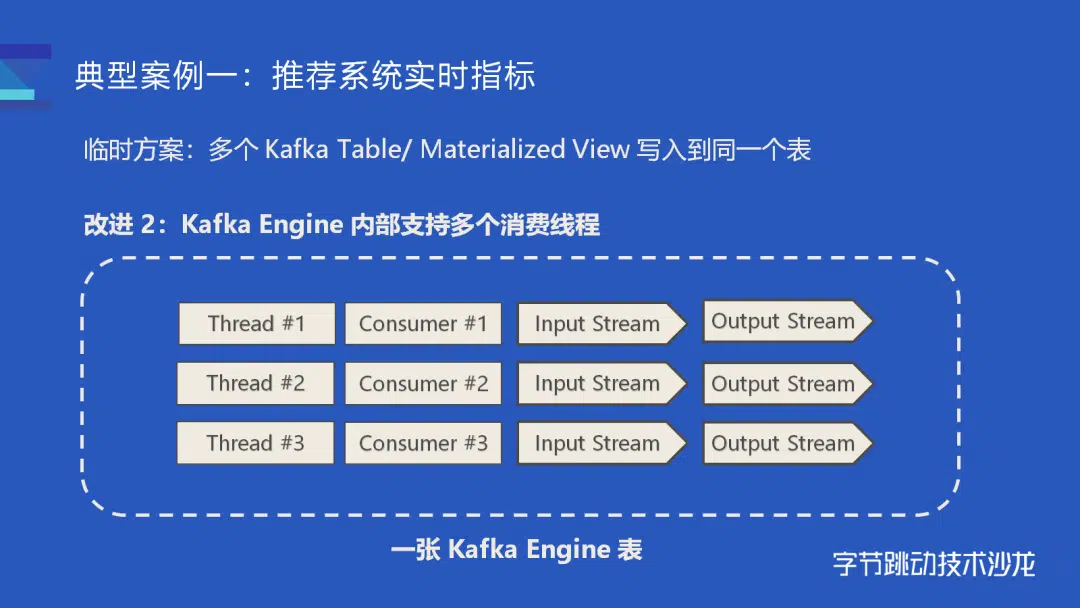 典型案例一：推荐系统实时指标
临时方案：多个 Kafka Table/ Materialized View 写入到同一个表
改进 2：Kafka Engine 内部支持多个消费线程
Thread #1 Consumer #1 Input Stream Output Stream
Thread #2 Consumer #2 Input Stream Output Stream
Thread #3 Consumer #3 Input Stream Output Stream
一张 Kafka Engine 表
字节跳动技术沙龙